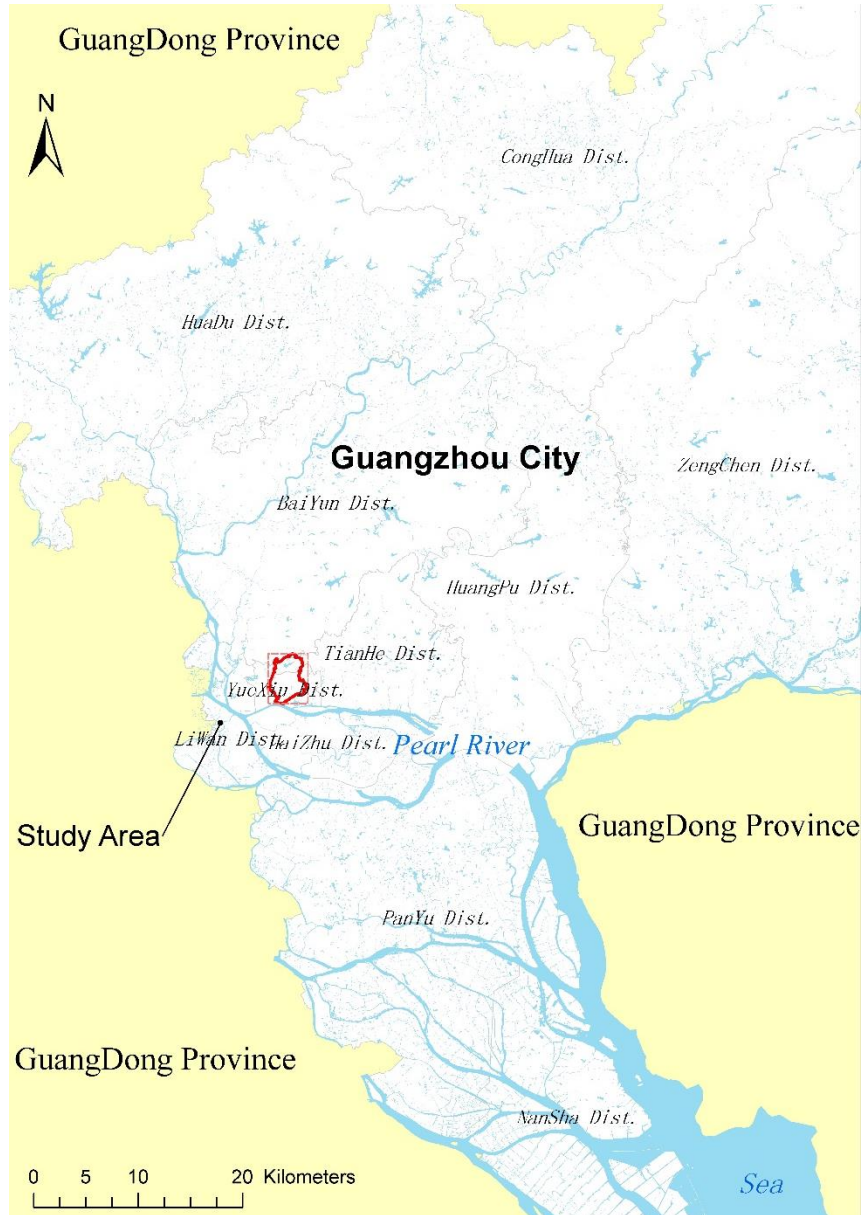 GuangDong Province
N
CongHua Dist.
HuaDu Dist.
Guangzhou City
ZengChen Dist.
BaiYun Dist.
HuangPu Dist.
TianHe Dist.
YueXiu Dist.
LiWan Dist.
HaiZhu Dist.
Pearl River
Study Area
GuangDong Province
PanYu Dist.
GuangDong Province
NanSha Dist.
0 5 10 20 Kilometers
Sea